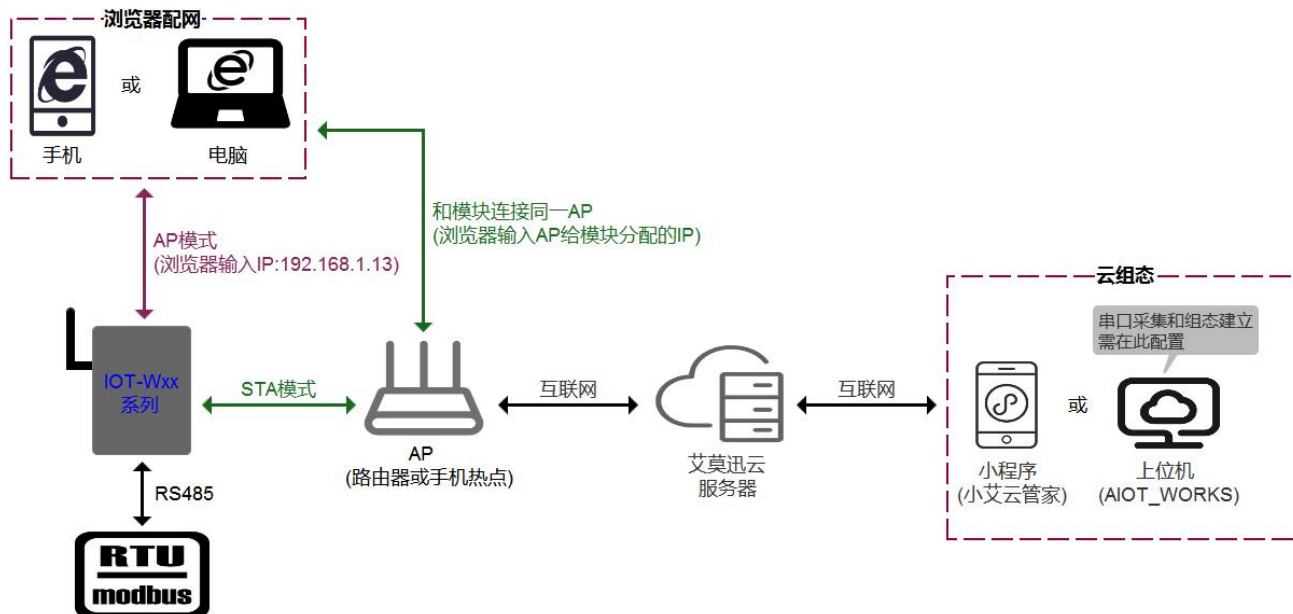 浏览器配网
或
手机
电脑
和模块连接同一AP
(浏览器输入AP给模块分配的IP)
AP模式
(浏览器输入IP:192.168.1.13)
云组态
串口采集和组态建立
需在此配置
IOT-Wxx
系列
STA模式
互联网
互联网
或
AP
(路由器或手机热点)
艾莫迅云
服务器
小程序
(小艾云管家)
上位机
(AIOT_WORKS)
RS485
RTU
modbus